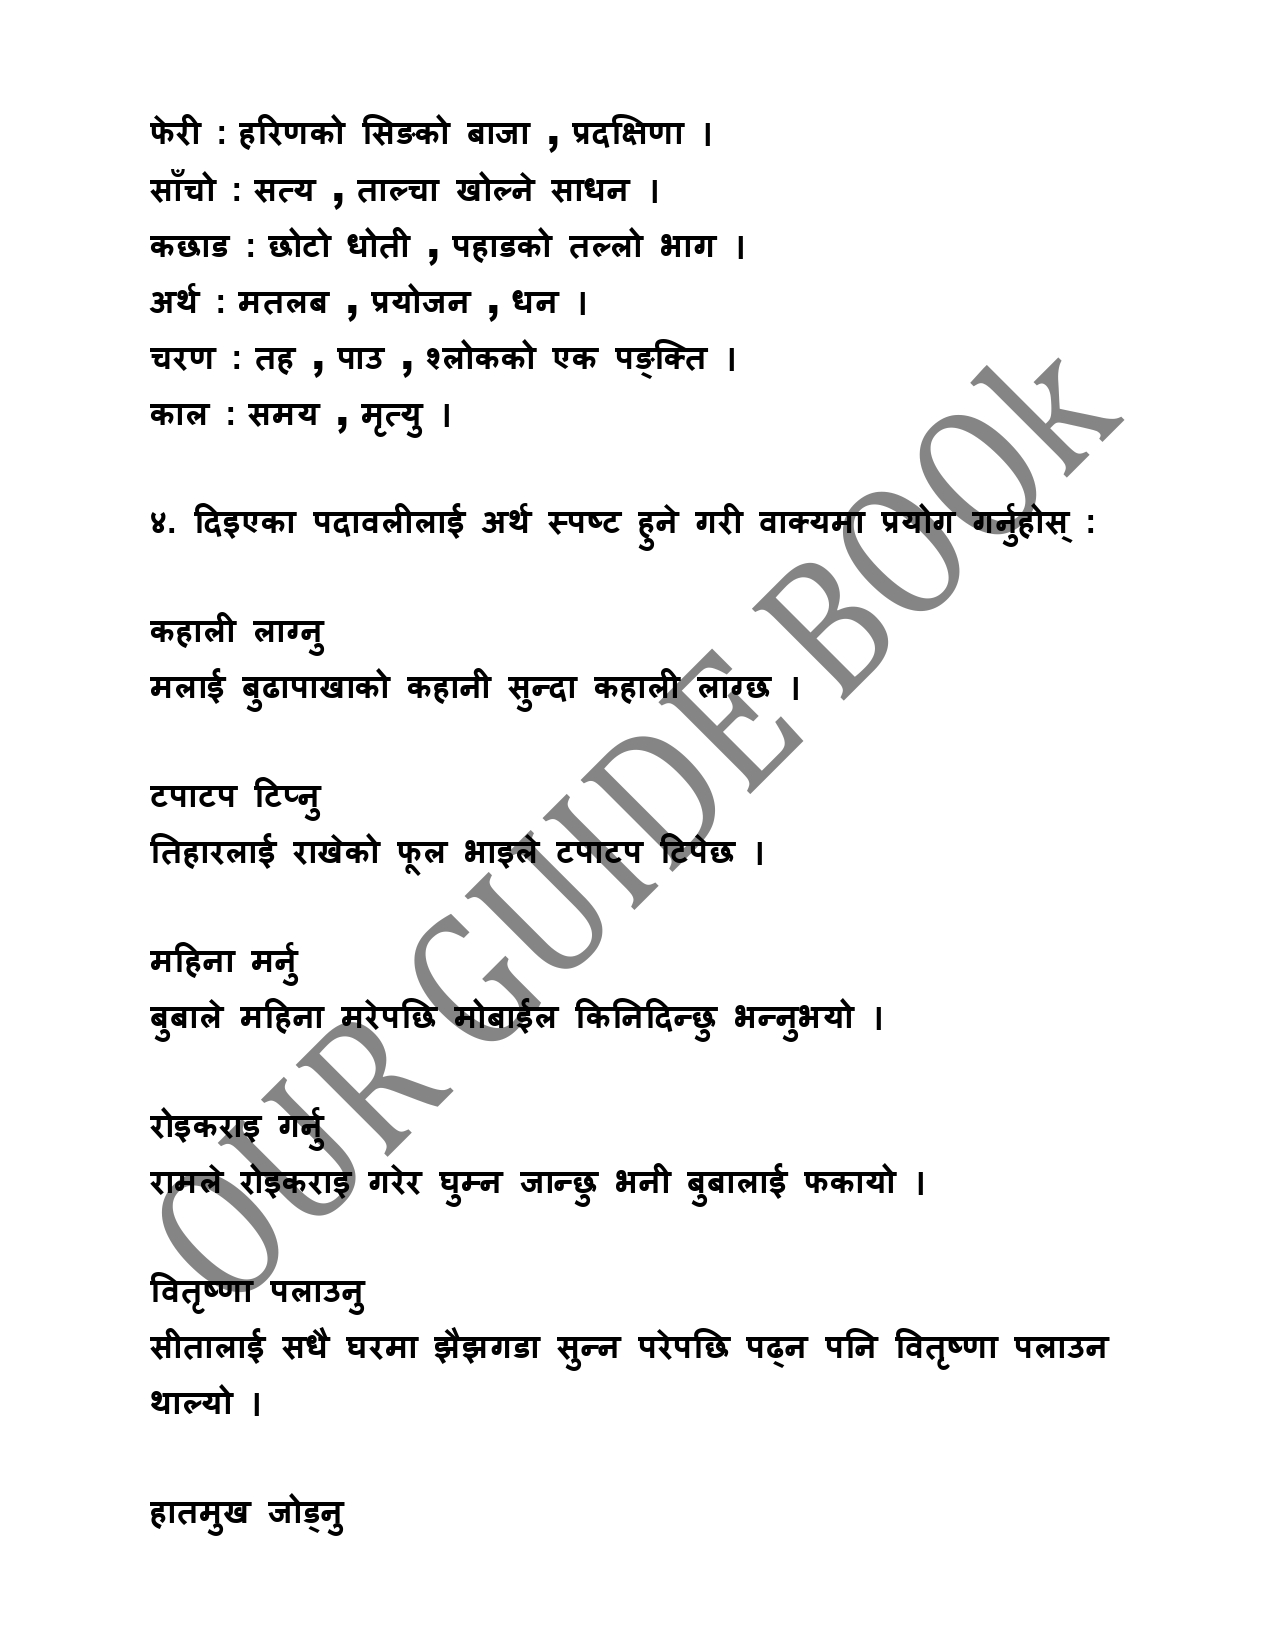 फेरी : हरिणको सिङको बाजा , प्रदक्षिणा ।
साँचो : सत्य , ताल्चा खोल्ने साधन ।
कछाड : छोटो धोती , पहाडको तल्लो भाग ।
अर्थ : मतलब , प्रयोजन , धन ।
चरण : तह , पाउ , श्लोकको एक पङ्क्ति ।
काल : समय , मृत्यु ।
४. दिइएका पदावलीलाई अर्थ स्पष्ट हुने गरी वाक्यमा प्रयोग गर्नुहोस् :
कहाली लाग्नु
मलाई बुढापाखाको कहानी सुन्दा कहाली लाग्छ ।
टपाटप टिप्नु
तिहारलाई राखेको फूल भाइले टपाटप टिपेछ ।
महिना मर्नु
बुबाले महिना मरेपछि मोबाईल किनिदिन्छु भन्नुभयो ।
रोइकराइ गर्नु
रामले रोइकराइ गरेर घुम्न जान्छु भनी बुबालाई फकायो ।
वितृष्णा पलाउनु
सीतालाई सधै घरमा झैझगडा सुन्न परेपछि पढ्न पनि वितृष्णा पलाउन
थाल्यो ।
हातमुख जोड्नु
OUR GUIDE BOOk